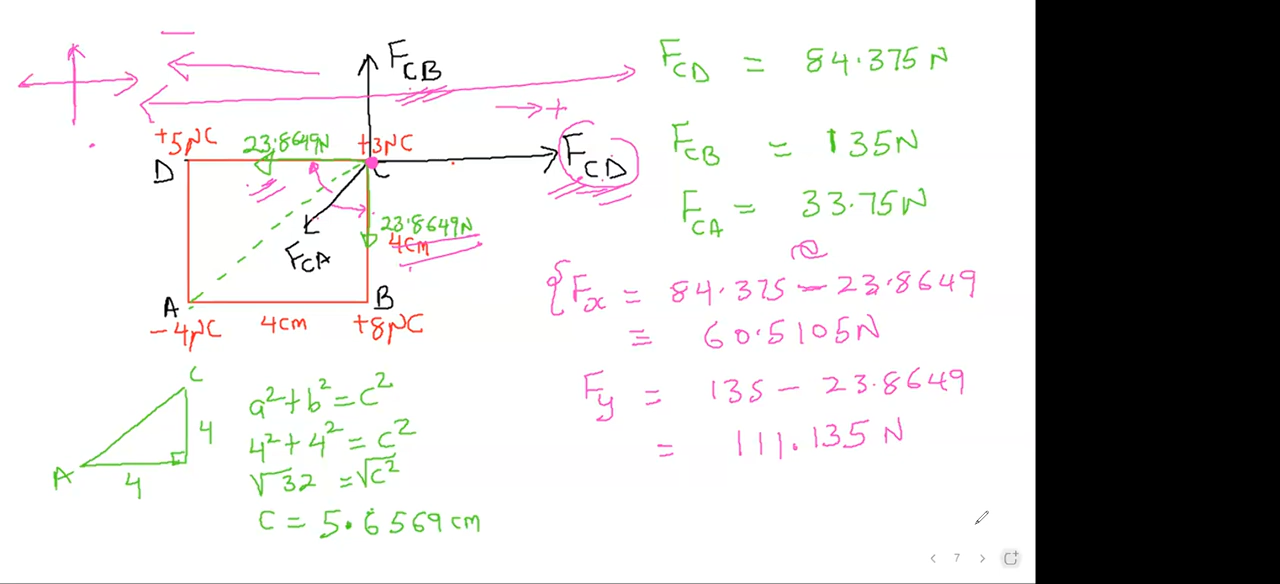 F_CB
F_CD = 84.375 N
−
→ +
+5μC
23.8649N
+3μC
D
C
F_CD
F_CB = 135N
23.8649N
4cm
F_CA = 33.75N
F_CA
A
B
−4μC
4cm
+8μC
{F_x = 84.375 − 23.8649
= 60.5105N
F_y = 135 − 23.8649
= 111.135 N
C
4
A
4
a² + b² = c²
4² + 4² = c²
√32 = √c²
C = 5.6569 cm
< 7 >